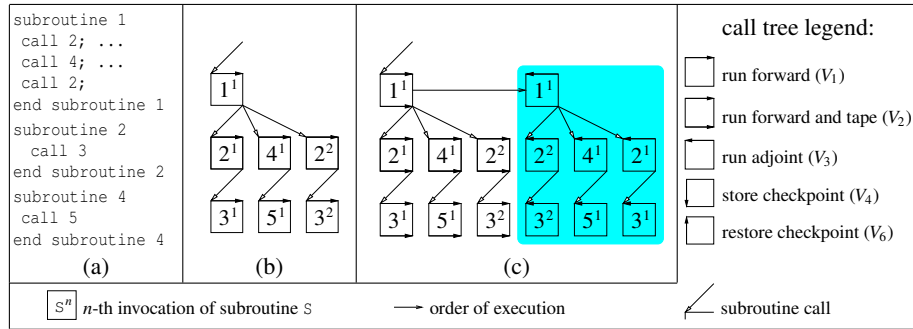 subroutine 1
call 2; ...
call 4; ...
call 2;
end subroutine 1
subroutine 2
call 3
end subroutine 2
subroutine 4
call 5
end subroutine 4
(a)
1¹
2¹ 4¹ 2²
3¹ 5¹ 3²
(b)
1¹ 1¹
2¹ 4¹ 2² 2² 4¹ 2¹
3¹ 5¹ 3² 3² 5¹ 3¹
(c)
call tree legend:
run forward (V₁)
run forward and tape (V₂)
run adjoint (V₃)
store checkpoint (V₄)
restore checkpoint (V₆)
Sⁿ n-th invocation of subroutine S
order of execution
subroutine call